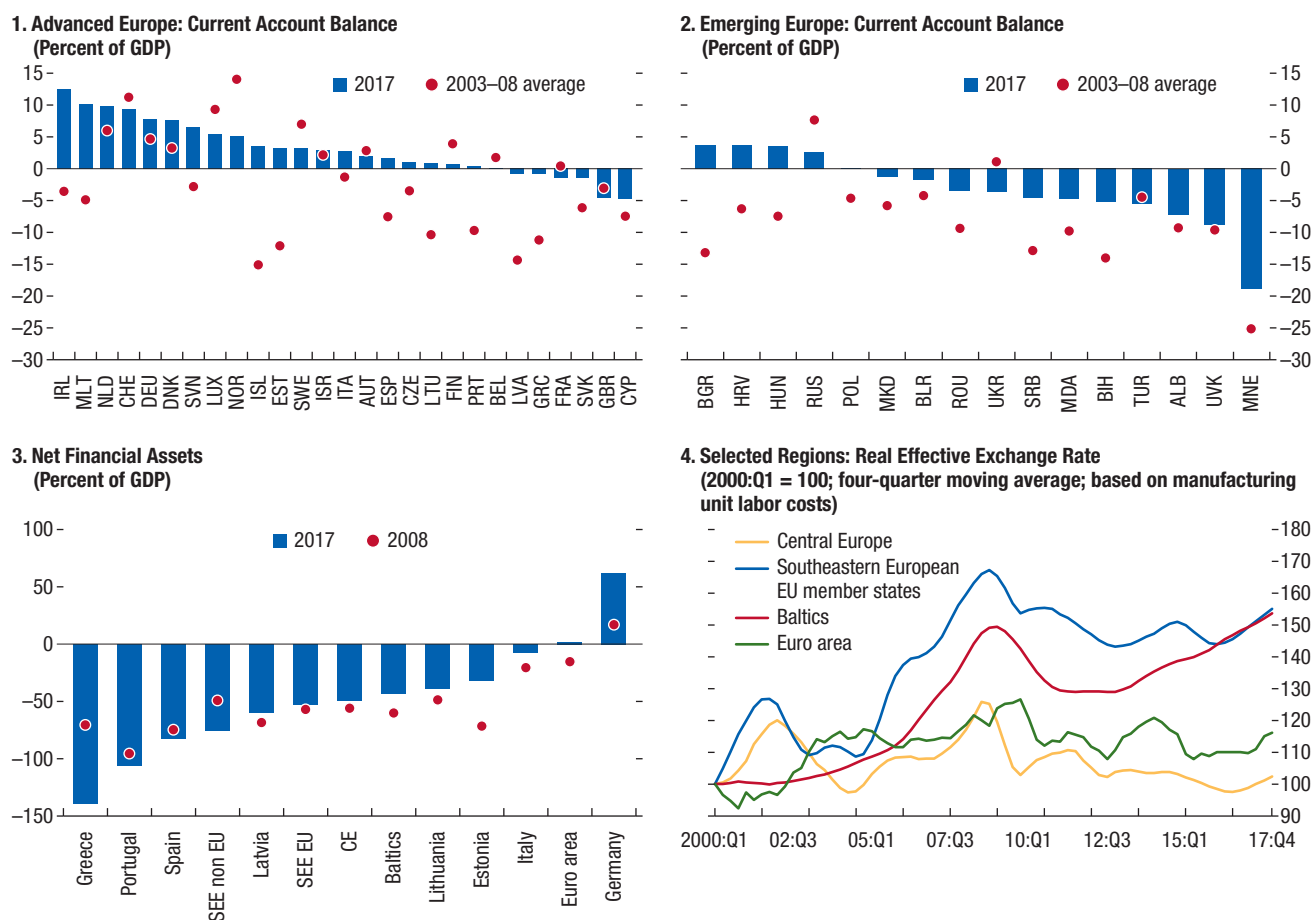 1. Advanced Europe: Current Account Balance
(Percent of GDP)
2017
2003–08 average
15
10
5
0
–5
–10
–15
–20
–25
–30
IRL
MLT
NLD
CHE
DEU
DNK
SVN
LUX
NOR
ISL
EST
SWE
ISR
ITA
AUT
ESP
CZE
LTU
FIN
PRT
BEL
LVA
GRC
FRA
SVK
GBR
CYP
2. Emerging Europe: Current Account Balance
(Percent of GDP)
2017
2003–08 average
15
10
5
0
–5
–10
–15
–20
–25
–30
BGR
HRV
HUN
RUS
POL
MKD
BLR
ROU
UKR
SRB
MDA
BIH
TUR
ALB
UVK
MNE
3. Net Financial Assets
(Percent of GDP)
2017
2008
100
50
0
–50
–100
–150
Greece
Portugal
Spain
SEE non EU
Latvia
SEE EU
CE
Baltics
Lithuania
Estonia
Italy
Euro area
Germany
4. Selected Regions: Real Effective Exchange Rate
(2000:Q1 = 100; four-quarter moving average; based on manufacturing
unit labor costs)
Central Europe
Southeastern European
EU member states
Baltics
Euro area
180
170
160
150
140
130
120
110
100
90
2000:Q1
02:Q3
05:Q1
07:Q3
10:Q1
12:Q3
15:Q1
17:Q4